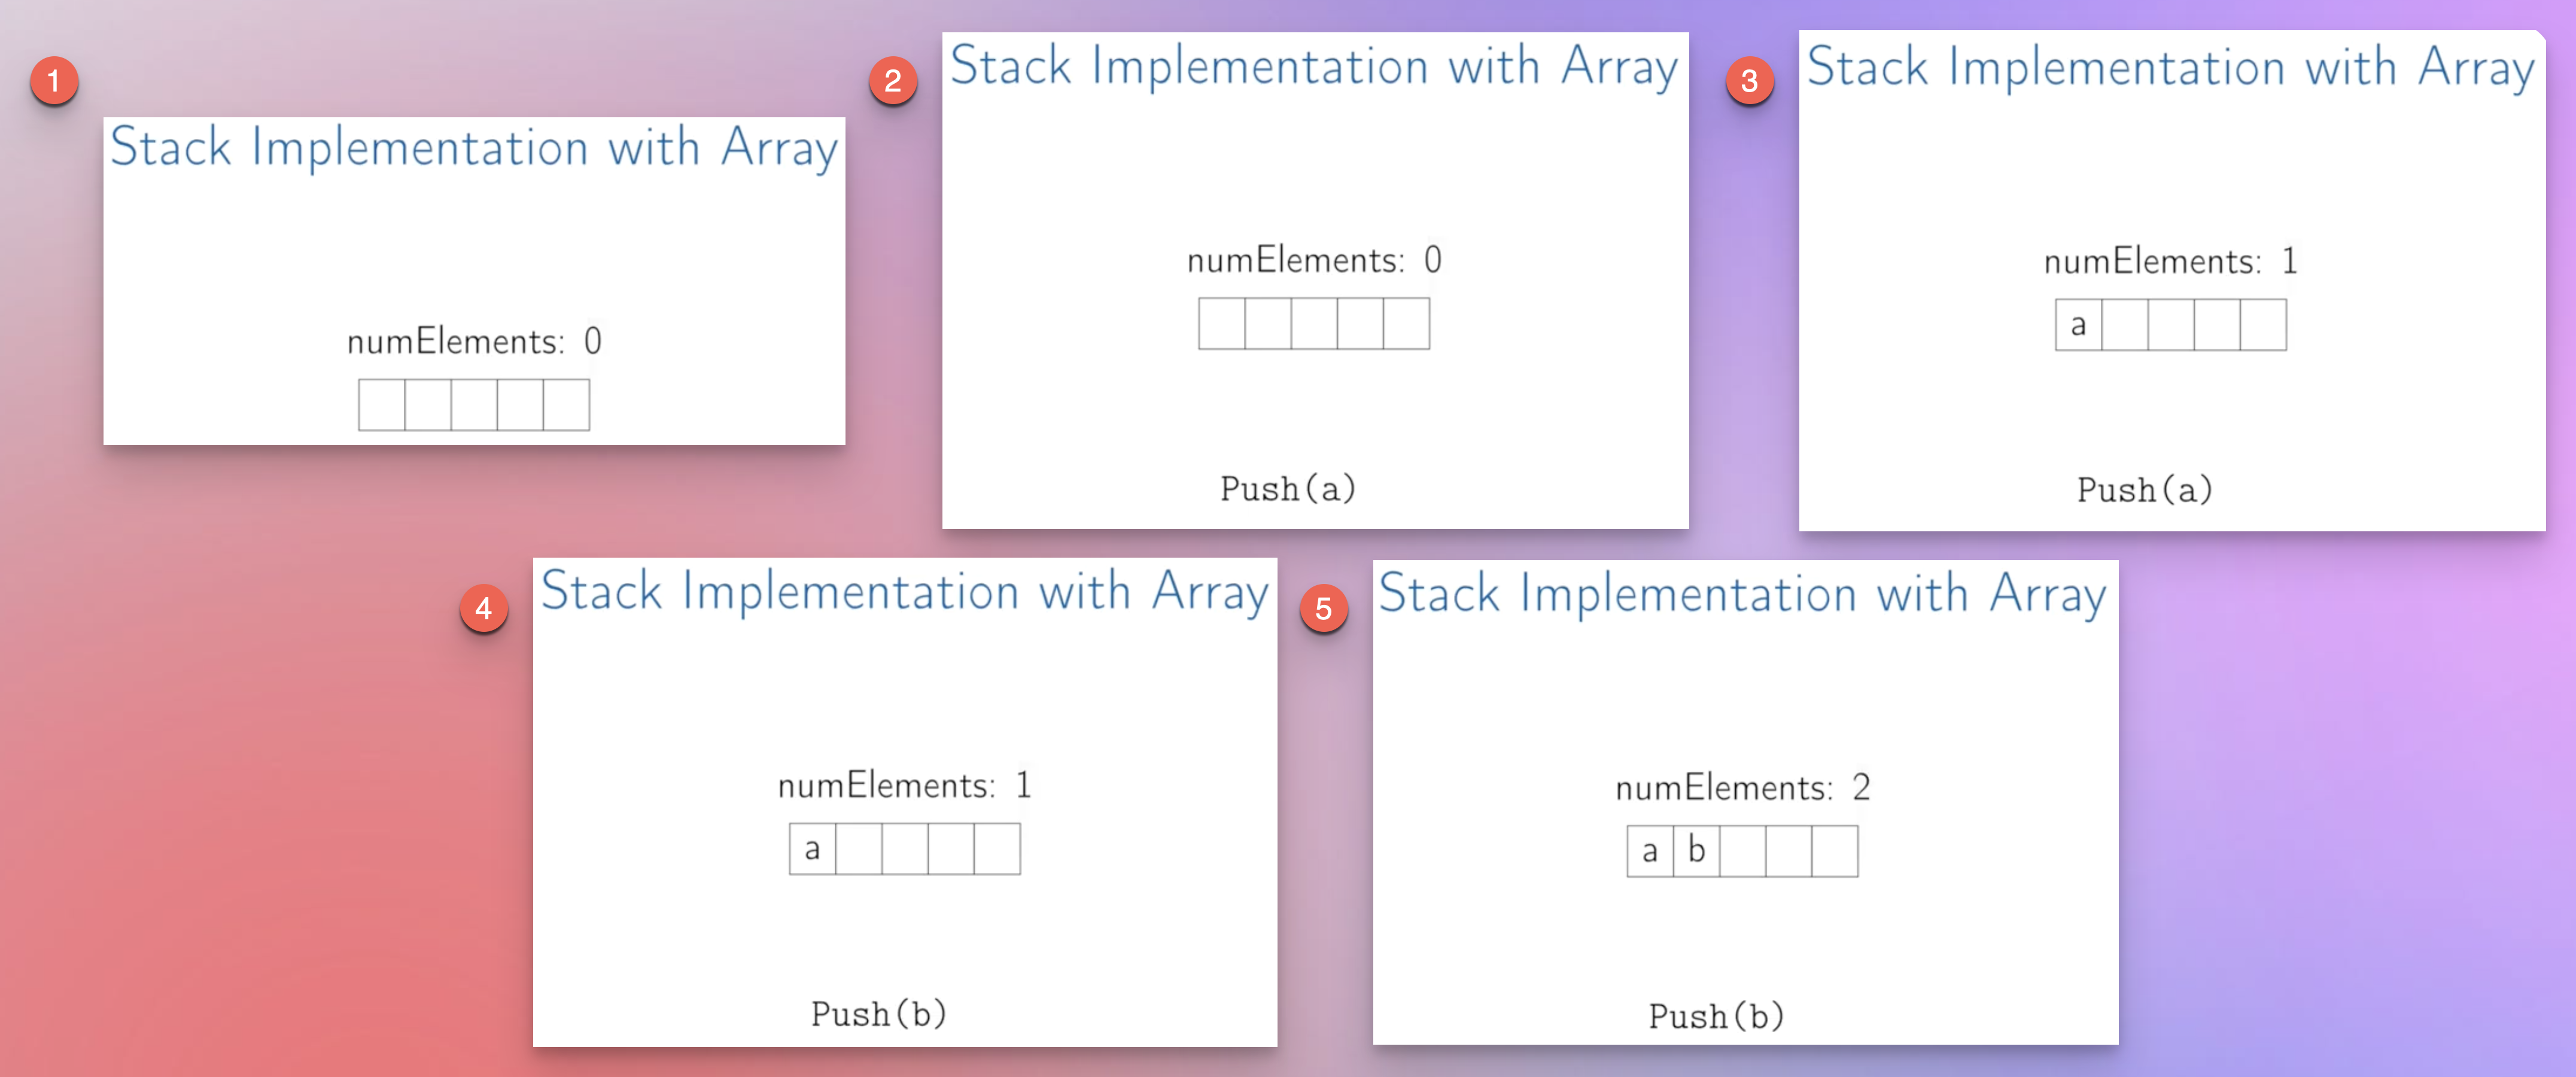 1
Stack Implementation with Array
numElements: 0
2
Stack Implementation with Array
numElements: 0
Push(a)
3
Stack Implementation with Array
numElements: 1
a
Push(a)
4
Stack Implementation with Array
numElements: 1
a
Push(b)
5
Stack Implementation with Array
numElements: 2
a b
Push(b)